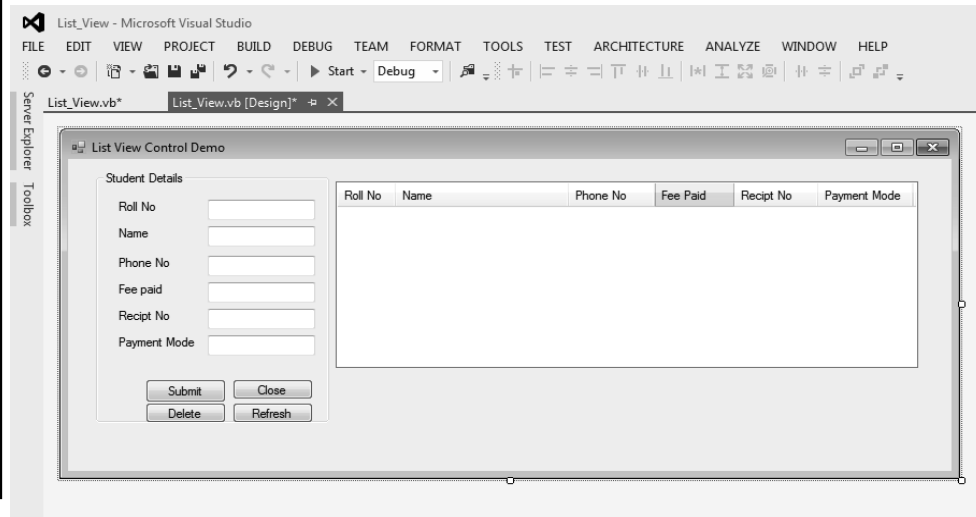 List_View - Microsoft Visual Studio
FILE EDIT VIEW PROJECT BUILD DEBUG TEAM FORMAT TOOLS TEST ARCHITECTURE ANALYZE WINDOW HELP
Start - Debug
List_View.vb* List_View.vb [Design]*
Server Explorer
Toolbox
List View Control Demo
Student Details
Roll No
Name
Phone No
Fee paid
Recipt No
Payment Mode
Submit Close
Delete Refresh
Roll No Name Phone No Fee Paid Recipt No Payment Mode